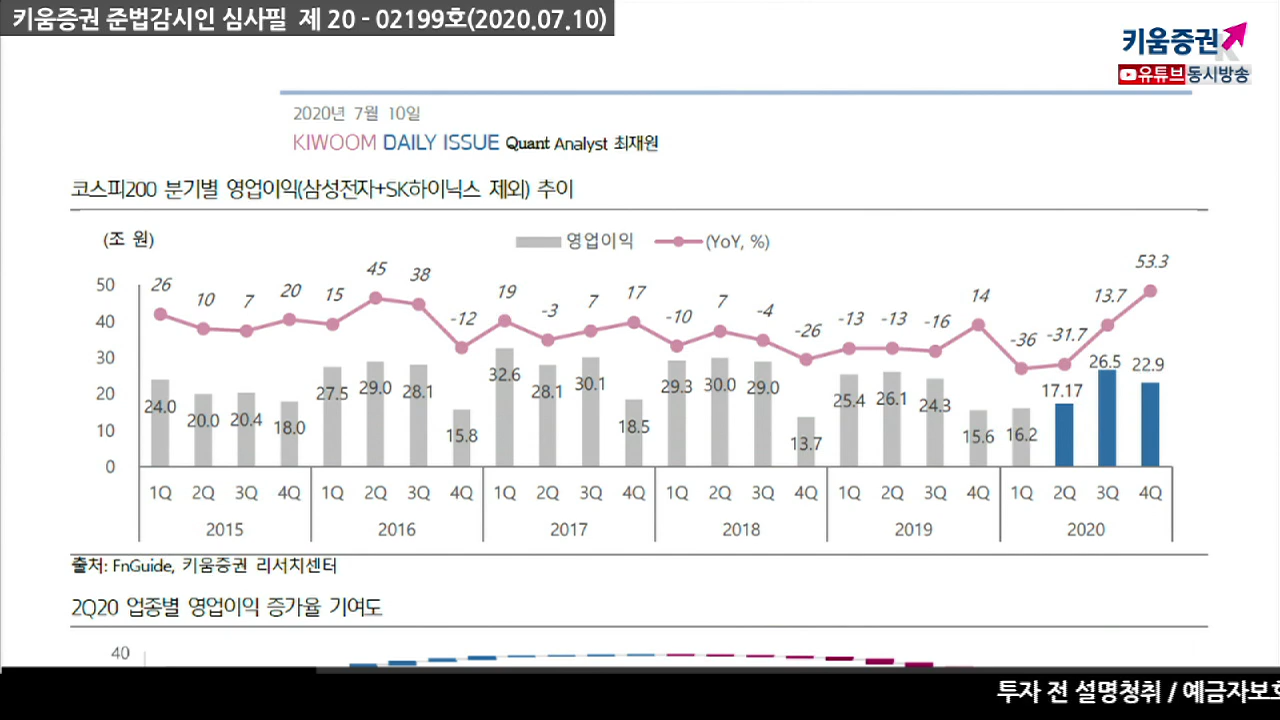 키움증권 준법감시인 심사필 제 20 - 02199호(2020.07.10)
키움증권
유튜브동시방송
2020년 7월 10일
KIWOOM DAILY ISSUE Quant Analyst 최재원
코스피200 분기별 영업이익(삼성전자+SK하이닉스 제외) 추이
(조 원)
영업이익 (YoY, %)
50
40
30
20
10
0
26 10 7 20 15 45 38 -12 19 -3 7 17 -10 7 -4 -26 -13 -13 -16 14 -36 -31.7 13.7 53.3
24.0 20.0 20.4 18.0 27.5 29.0 28.1 15.8 32.6 28.1 30.1 18.5 29.3 30.0 29.0 13.7 25.4 26.1 24.3 15.6 16.2 17.17 26.5 22.9
1Q 2Q 3Q 4Q 1Q 2Q 3Q 4Q 1Q 2Q 3Q 4Q 1Q 2Q 3Q 4Q 1Q 2Q 3Q 4Q 1Q 2Q 3Q 4Q
2015 2016 2017 2018 2019 2020
출처: FnGuide, 키움증권 리서치센터
2Q20 업종별 영업이익 증가율 기여도
40
투자 전 설명청취 / 예금자보호